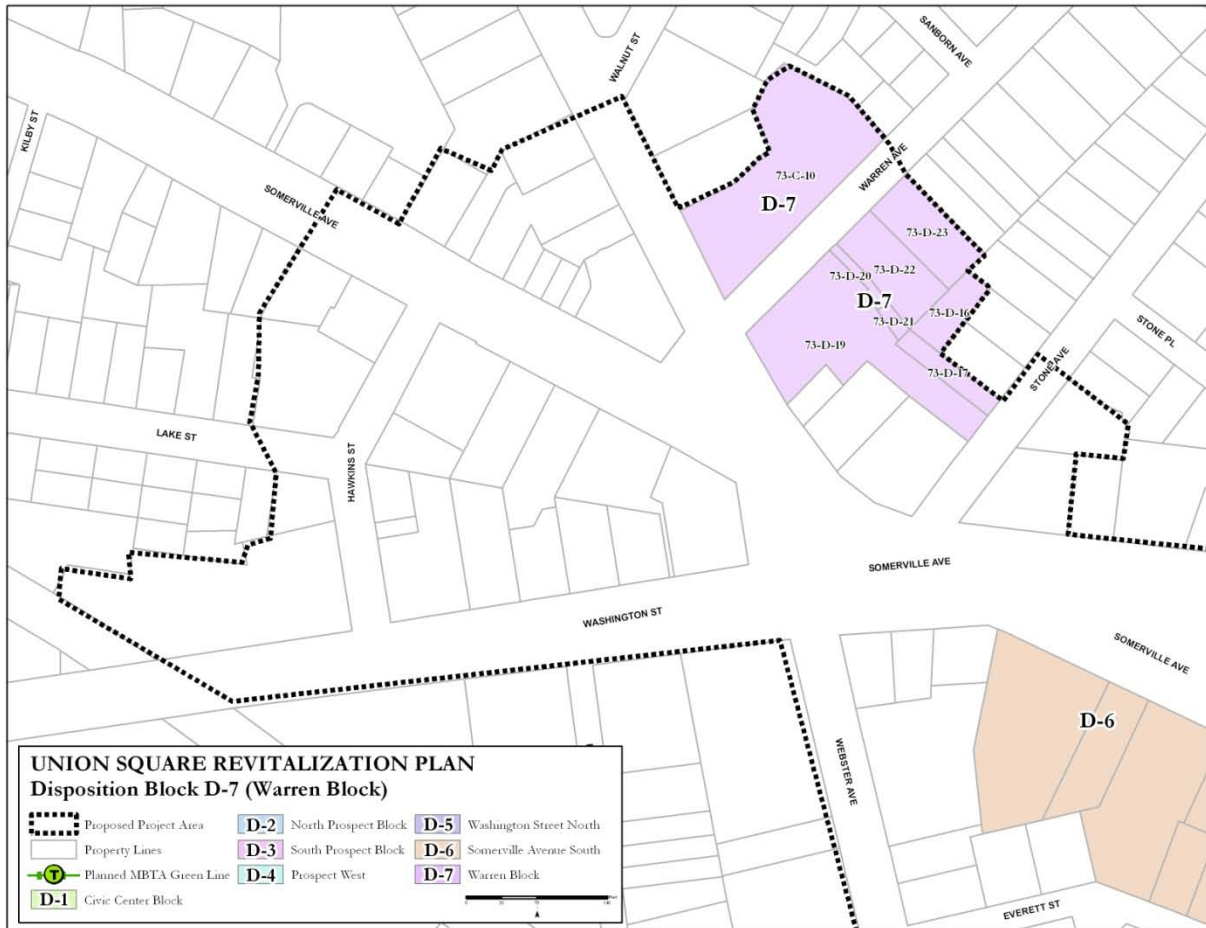 SANBORN AVE
WALNUT ST
KILBY ST
WARREN AVE
73-C-10
D-7
SOMERVILLE AVE
73-D-23
73-D-22
73-D-20
D-7
73-D-16
73-D-21
STONE PL
73-D-19
73-D-17
STONE AVE
LAKE ST
HAWKINS ST
SOMERVILLE AVE
WASHINGTON ST
SOMERVILLE AVE
D-6
WEBSTER AVE
EVERETT ST
UNION SQUARE REVITALIZATION PLAN
Disposition Block D-7 (Warren Block)
Proposed Project Area
Property Lines
T Planned MBTA Green Line
D-1 Civic Center Block
D-2 North Prospect Block
D-3 South Prospect Block
D-4 Prospect West
D-5 Washington Street North
D-6 Somerville Avenue South
D-7 Warren Block